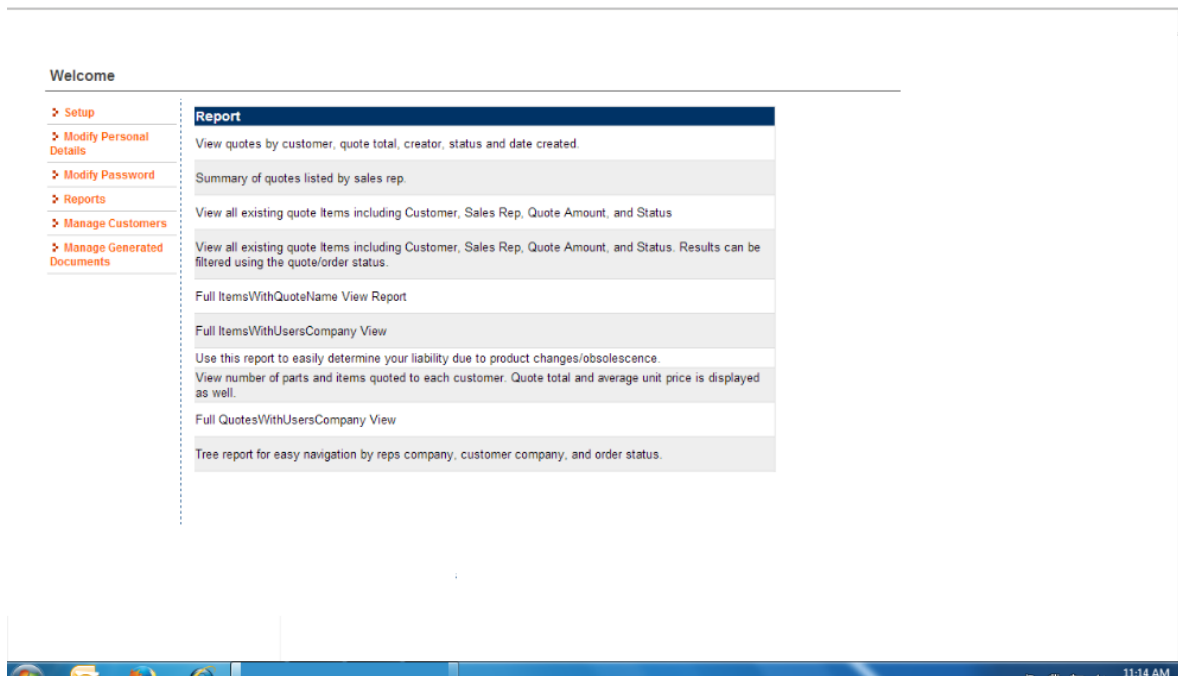 Welcome
Setup
Modify Personal
Details
Modify Password
Reports
Manage Customers
Manage Generated
Documents
Report
View quotes by customer, quote total, creator, status and date created.
Summary of quotes listed by sales rep.
View all existing quote Items including Customer, Sales Rep, Quote Amount, and Status
View all existing quote Items including Customer, Sales Rep, Quote Amount, and Status. Results can be
filtered using the quote/order status.
Full ItemsWithQuoteName View Report
Full ItemsWithUsersCompany View
Use this report to easily determine your liability due to product changes/obsolescence.
View number of parts and items quoted to each customer. Quote total and average unit price is displayed
as well.
Full QuotesWithUsersCompany View
Tree report for easy navigation by reps company, customer company, and order status.
11:14 AM